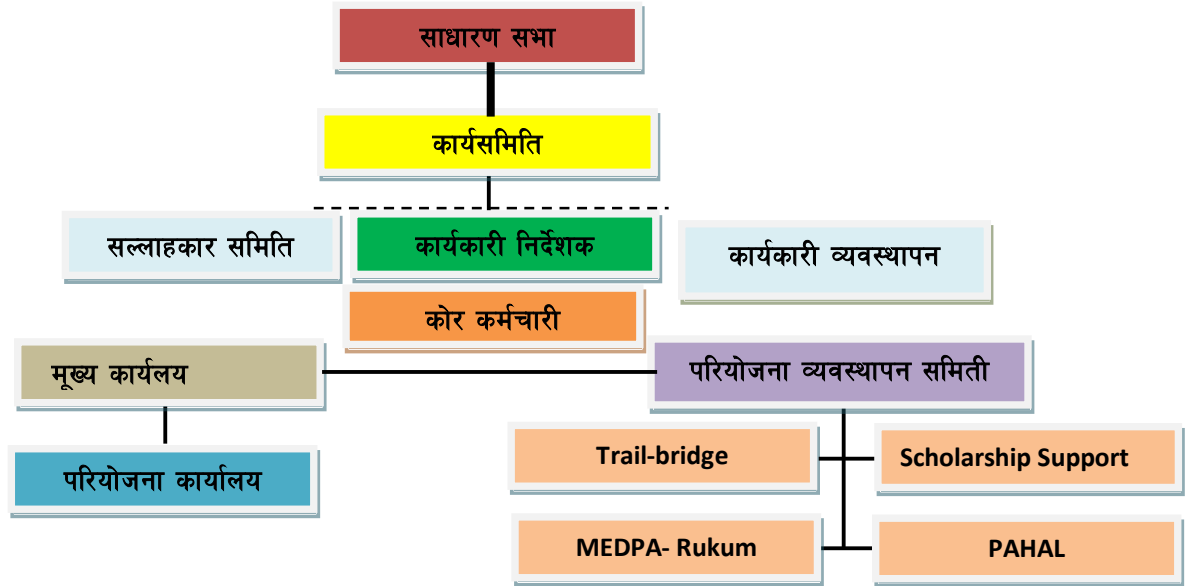 साधारण सभा
कार्यसमिति
सल्लाहकार समिति
कार्यकारी निर्देशक
कार्यकारी व्यवस्थापन
कोर कर्मचारी
मूख्य कार्यलय
परियोजना व्यवस्थापन समिती
परियोजना कार्यालय
Trail-bridge
Scholarship Support
MEDPA- Rukum
PAHAL